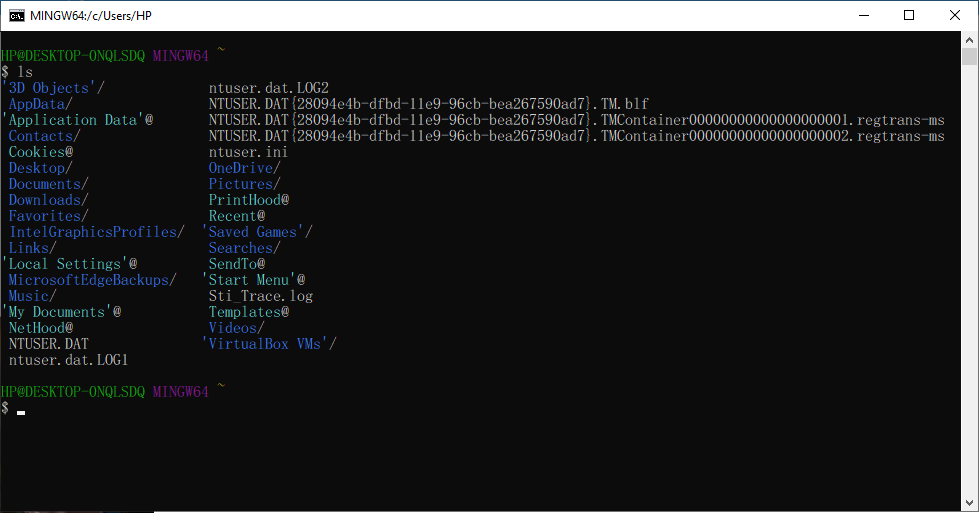 MINGW64:/c/Users/HP
HP@DESKTOP-0NQLSDQ MINGW64 ~
$ ls
'3D Objects'/ ntuser.dat.LOG2
AppData/ NTUSER.DAT{28094e4b-dfbd-11e9-96cb-bea267590ad7}.TM.blf
'Application Data'@ NTUSER.DAT{28094e4b-dfbd-11e9-96cb-bea267590ad7}.TMContainer00000000000000000001.regtrans-ms
Contacts/ NTUSER.DAT{28094e4b-dfbd-11e9-96cb-bea267590ad7}.TMContainer00000000000000000002.regtrans-ms
Cookies@ ntuser.ini
Desktop/ OneDrive/
Documents/ Pictures/
Downloads/ PrintHood@
Favorites/ Recent@
IntelGraphicsProfiles/ 'Saved Games'/
Links/ Searches/
'Local Settings'@ SendTo@
MicrosoftEdgeBackups/ 'Start Menu'@
Music/ Sti_Trace.log
'My Documents'@ Templates@
NetHood@ Videos/
NTUSER.DAT 'VirtualBox VMs'/
ntuser.dat.LOG1
HP@DESKTOP-0NQLSDQ MINGW64 ~
$